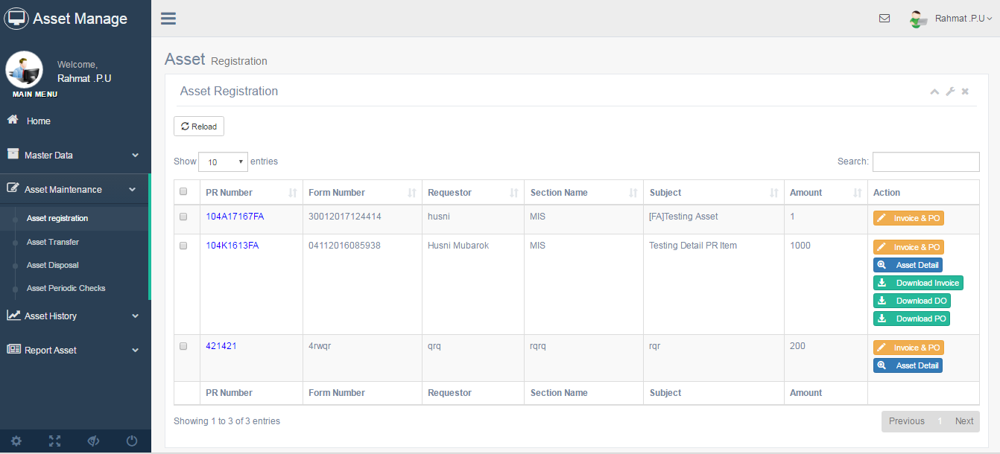 Asset Manage
Rahmat .P.U
Welcome,
Rahmat .P.U
MAIN MENU
Home
Master Data
Asset Maintenance
Asset registration
Asset Transfer
Asset Disposal
Asset Periodic Checks
Asset History
Report Asset
Asset Registration
Asset Registration
Reload
Show 10 entries
Search:
PR Number Form Number Requestor Section Name Subject Amount Action
104A17167FA 30012017124414 husni MIS [FA]Testing Asset 1 Invoice & PO
104K1613FA 04112016085938 Husni Mubarok MIS Testing Detail PR Item 1000 Invoice & PO
Asset Detail
Download Invoice
Download DO
Download PO
421421 4rwqr qrq rqrq rqr 200 Invoice & PO
Asset Detail
PR Number Form Number Requestor Section Name Subject Amount
Showing 1 to 3 of 3 entries
Previous 1 Next